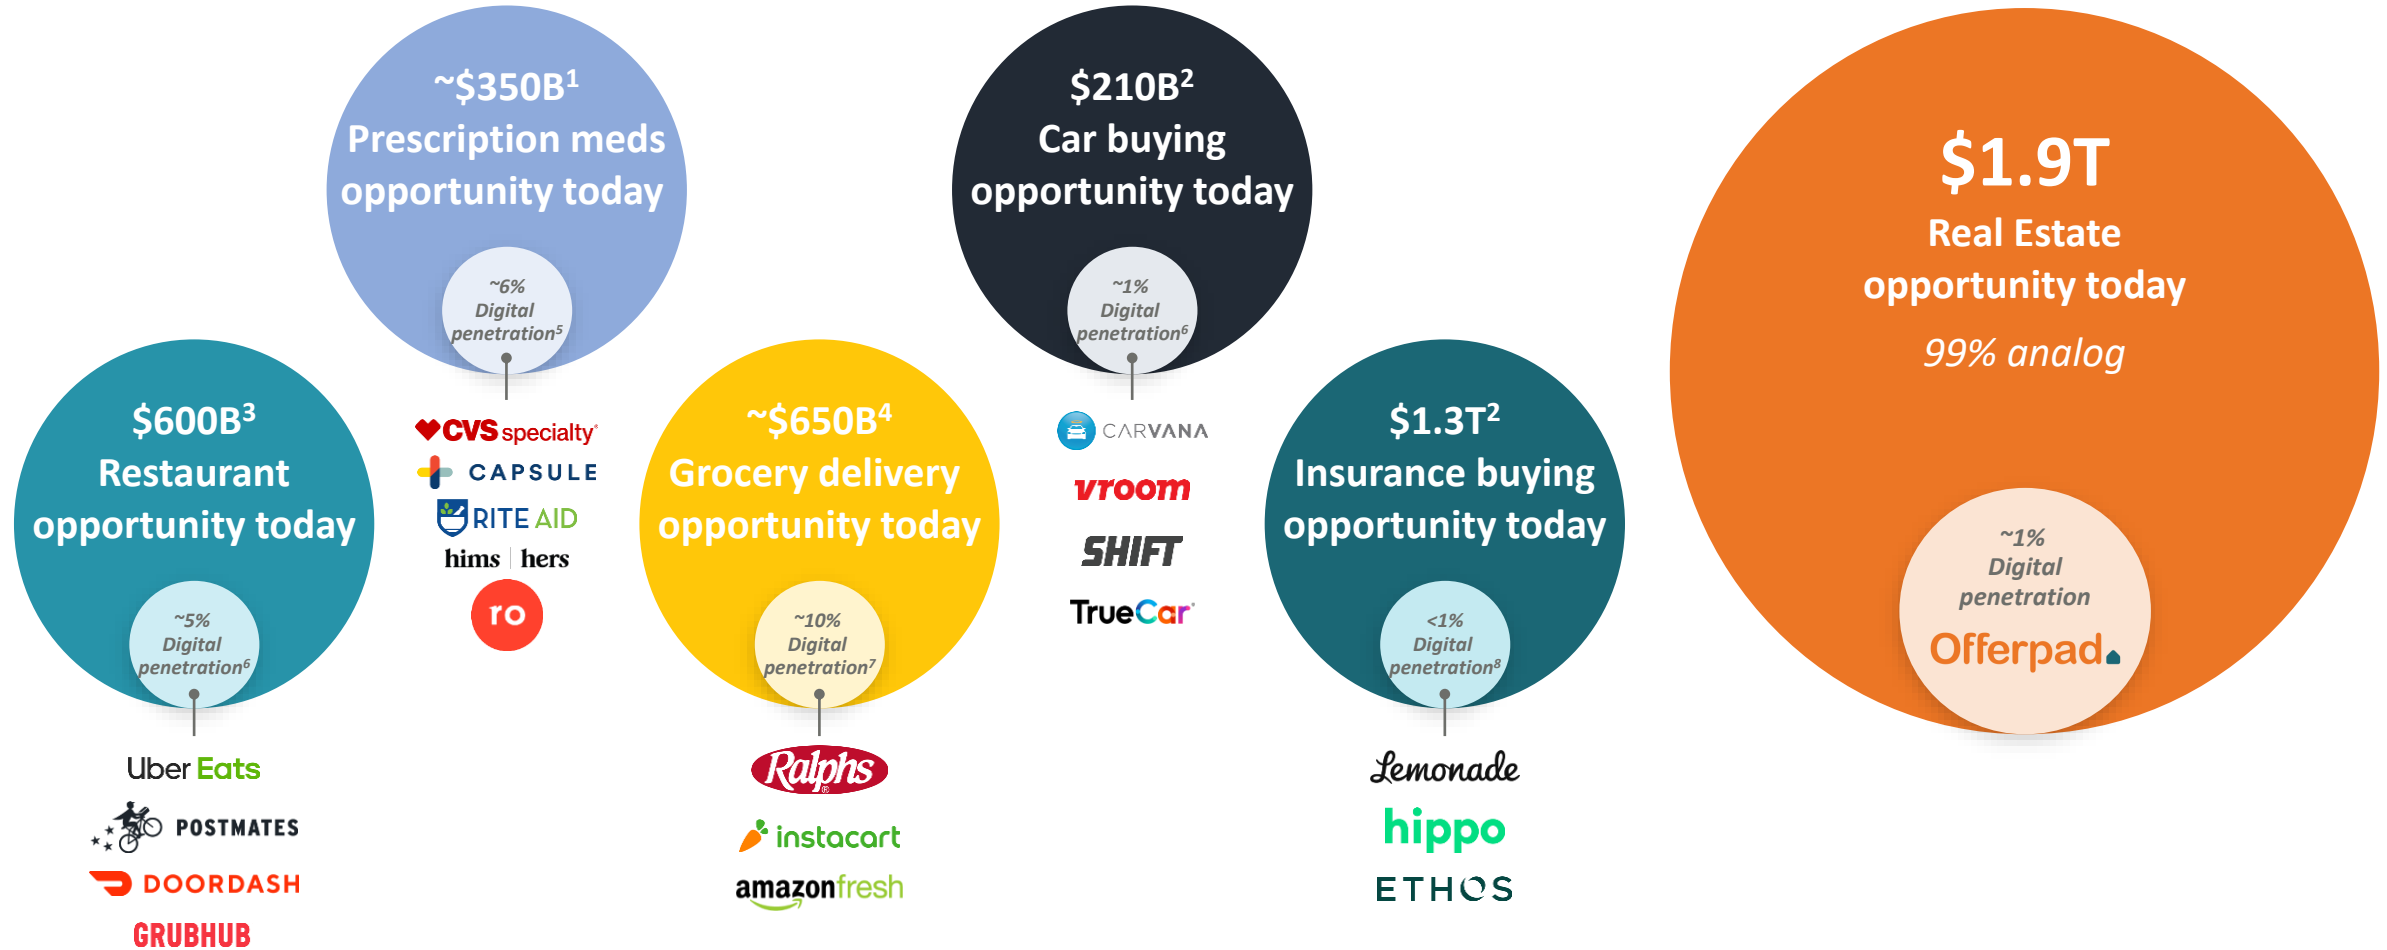 ~$350B1
Prescription meds
opportunity today
~6%
Digital
penetration5
CVS specialty
CAPSULE
RITE AID
hims | hers
ro
$210B2
Car buying
opportunity today
~1%
Digital
penetration6
CARVANA
vroom
SHIFT
TrueCar
$600B3
Restaurant
opportunity today
~5%
Digital
penetration6
Uber Eats
POSTMATES
DOORDASH
GRUBHUB
~$650B4
Grocery delivery
opportunity today
~10%
Digital
penetration7
Ralphs®
instacart
amazonfresh
$1.3T2
Insurance buying
opportunity today
<1%
Digital
penetration8
Lemonade
hippo
ETHOS
$1.9T
Real Estate
opportunity today
99% analog
~1%
Digital
penetration
Offerpad.